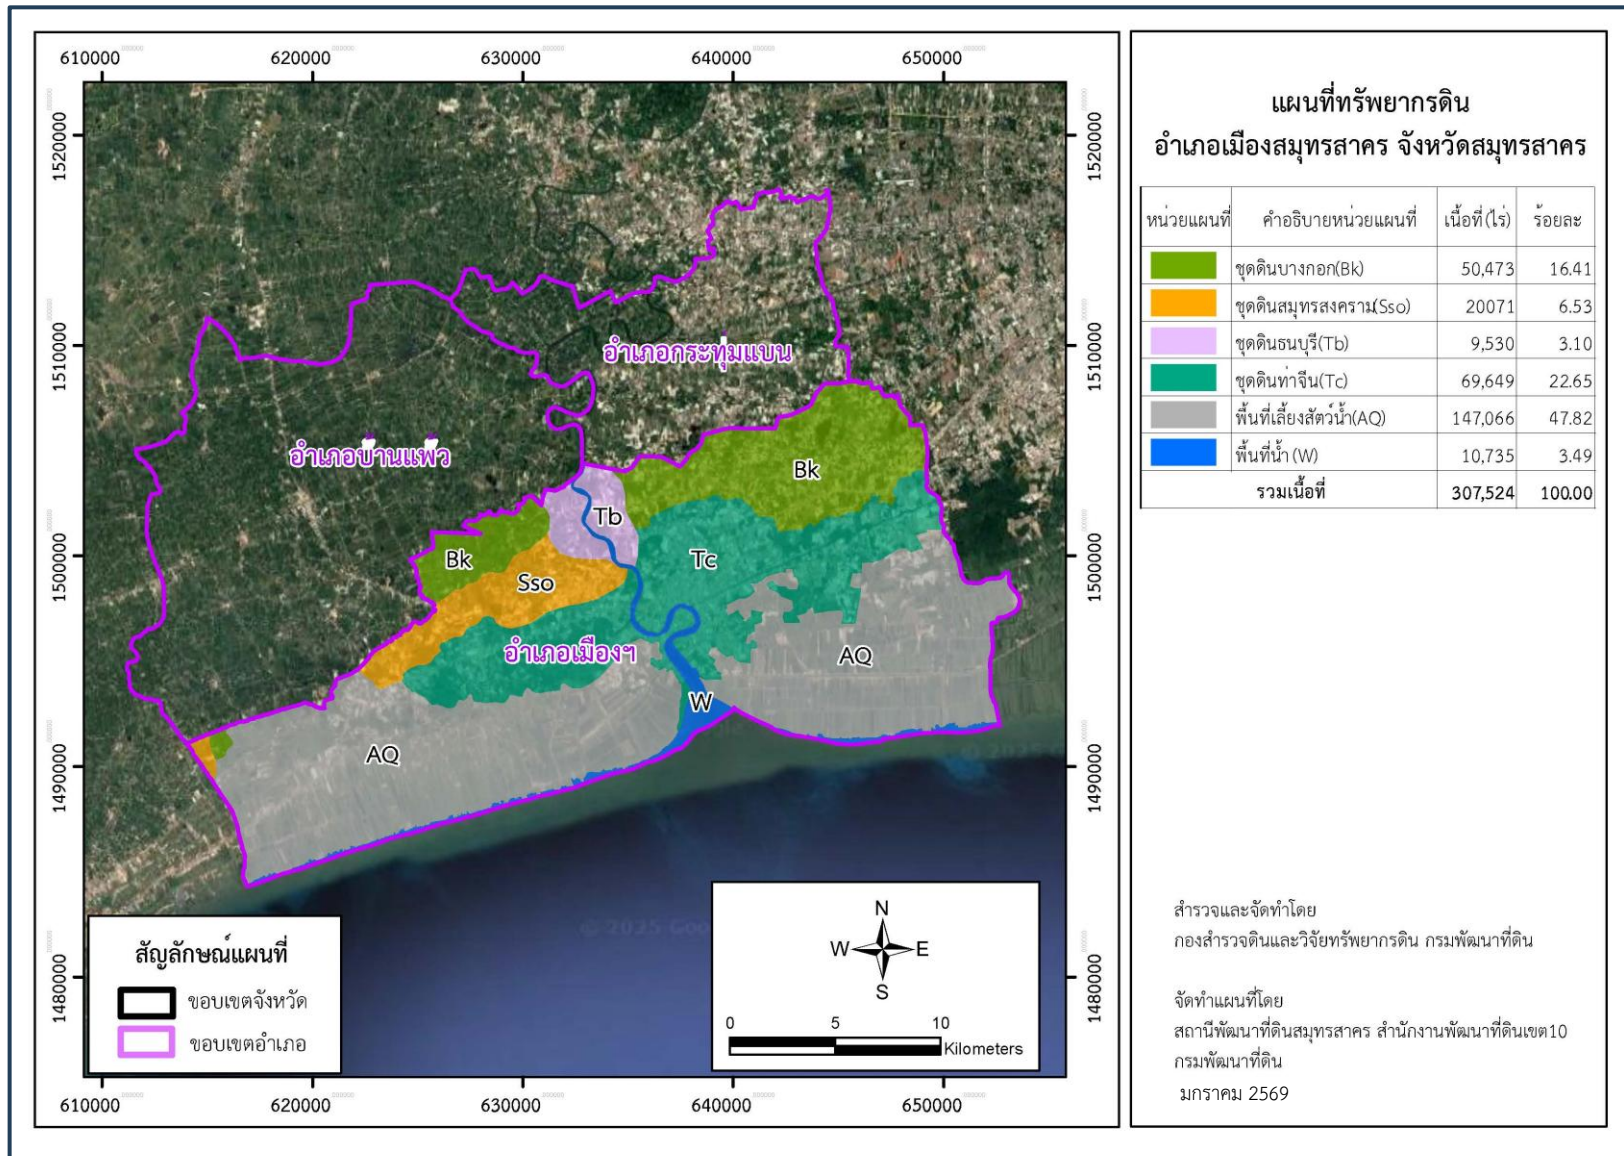 610000 620000 630000 640000 650000
1520000 1520000
1510000 1510000
1500000 1500000
1490000 1490000
1480000 1480000
อำเภอกระทุมแบน
อำเภอบ้านแพ้ว
Bk
Tb
Bk
Tc
Sso
อำเภอเมืองฯ
AQ
W
AQ
© 2025 Goo
สัญลักษณ์แผนที่
ขอบเขตจังหวัด
ขอบเขตอำเภอ
N
W E
S
0 5 10
Kilometers
610000 620000 630000 640000 650000
แผนที่ทรัพยากรดิน
อำเภอเมืองสมุทรสาคร จังหวัดสมุทรสาคร
หน่วยแผนที่ คำอธิบายหน่วยแผนที่ เนื้อที่(ไร่) ร้อยละ
ชุดดินบางกอก(Bk) 50,473 16.41
ชุดดินสมุทรสงคราม(Sso) 20071 6.53
ชุดดินธนบุรี(Tb) 9,530 3.10
ชุดดินท่าจีน(Tc) 69,649 22.65
พื้นที่เลี้ยงสัตว์น้ำ(AQ) 147,066 47.82
พื้นที่น้ำ (W) 10,735 3.49
รวมเนื้อที่ 307,524 100.00
สำรวจและจัดทำโดย
กองสำรวจดินและวิจัยทรัพยากรดิน กรมพัฒนาที่ดิน
จัดทำแผนที่โดย
สถานีพัฒนาที่ดินสมุทรสาคร สำนักงานพัฒนาที่ดินเขต10
กรมพัฒนาที่ดิน
มกราคม 2569